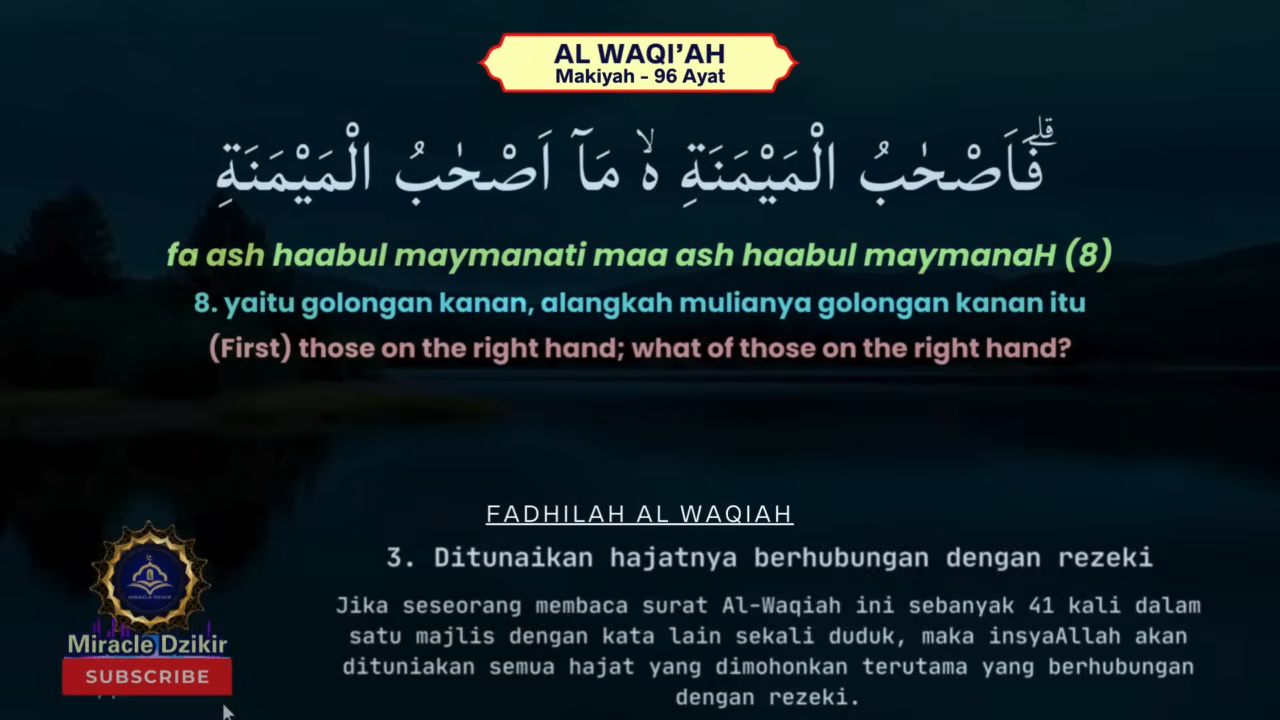 AL WAQI’AH
Makiyah - 96 Ayat
فَاَصْحٰبُ الْمَيْمَنَةِ ەۙ مَآ اَصْحٰبُ الْمَيْمَنَةِ ۗ
fa ash haabul maymanati maa ash haabul maymanaH (8)
8. yaitu golongan kanan, alangkah mulianya golongan kanan itu
(First) those on the right hand; what of those on the right hand?
FADHILAH AL WAQIAH
3. Ditunaikan hajatnya berhubungan dengan rezeki
Jika seseorang membaca surat Al-Waqiah ini sebanyak 41 kali dalam
satu majlis dengan kata lain sekali duduk, maka insyaAllah akan
dituniakan semua hajat yang dimohonkan terutama yang berhubungan
dengan rezeki.
MIRACLE DZIKIR
Miracle Dzikir
SUBSCRIBE